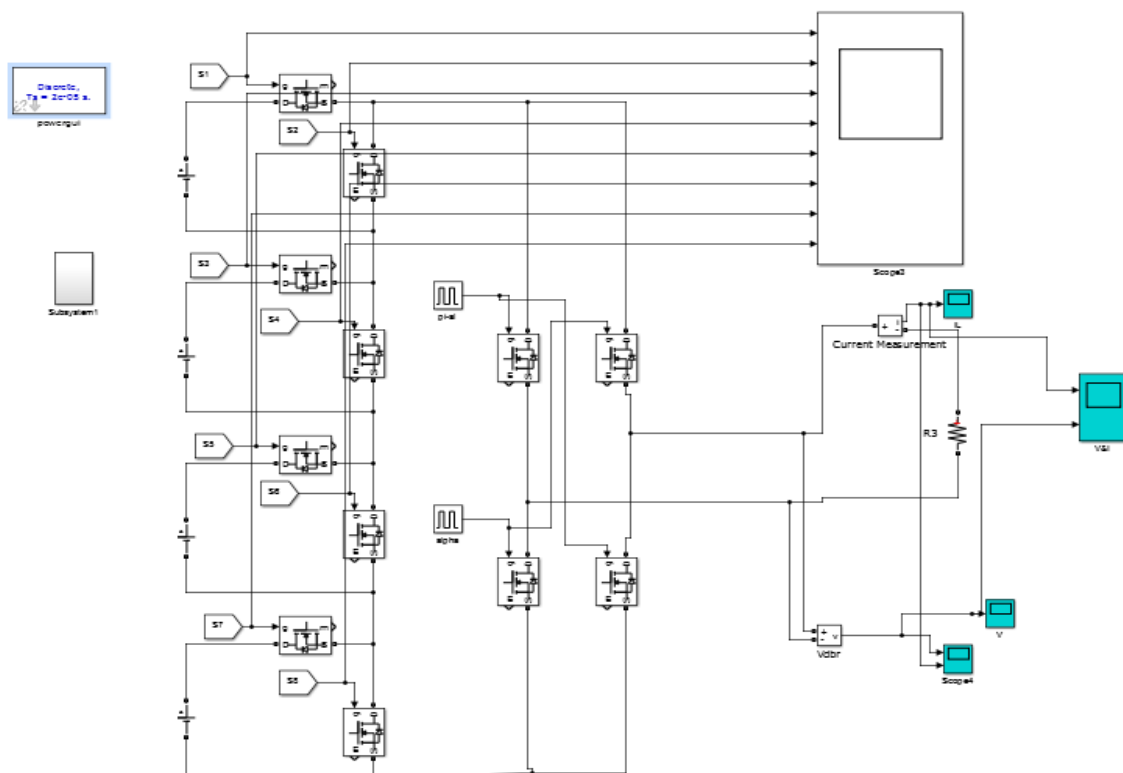 Discrete,
Ts = 2e-05 s.
powergui
Subsystem1
S1
S2
S3
S4
S5
S6
S7
S8
g
m
D
S
pi-al
alpha
Scope3
IL
i
+
-
Current Measurement
R3
V&I
+
-
v
Vdbr
V
Scope4